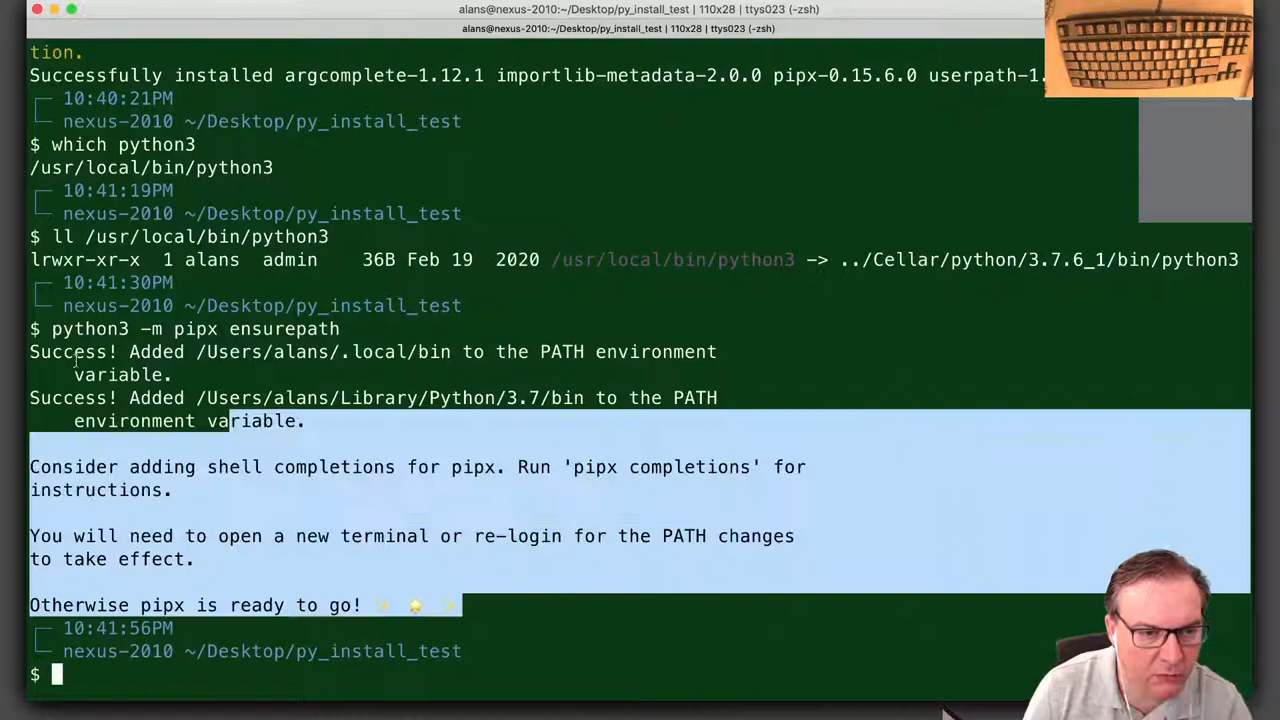 alans@nexus-2010:~/Desktop/py_install_test | 110x28 | ttys023 (-zsh)
alans@nexus-2010:~/Desktop/py_install_test | 110x28 | ttys023 (-zsh)
tion.
Successfully installed argcomplete-1.12.1 importlib-metadata-2.0.0 pipx-0.15.6.0 userpath-1.
10:40:21PM
nexus-2010 ~/Desktop/py_install_test
$ which python3
/usr/local/bin/python3
10:41:19PM
nexus-2010 ~/Desktop/py_install_test
$ ll /usr/local/bin/python3
lrwxr-xr-x 1 alans admin 36B Feb 19 2020 /usr/local/bin/python3 -> ../Cellar/python/3.7.6_1/bin/python3
10:41:30PM
nexus-2010 ~/Desktop/py_install_test
$ python3 -m pipx ensurepath
Success! Added /Users/alans/.local/bin to the PATH environment
variable.
Success! Added /Users/alans/Library/Python/3.7/bin to the PATH
environment variable.
Consider adding shell completions for pipx. Run 'pipx completions' for
instructions.
You will need to open a new terminal or re-login for the PATH changes
to take effect.
Otherwise pipx is ready to go! ✨ 🌟 ✨
10:41:56PM
nexus-2010 ~/Desktop/py_install_test
$